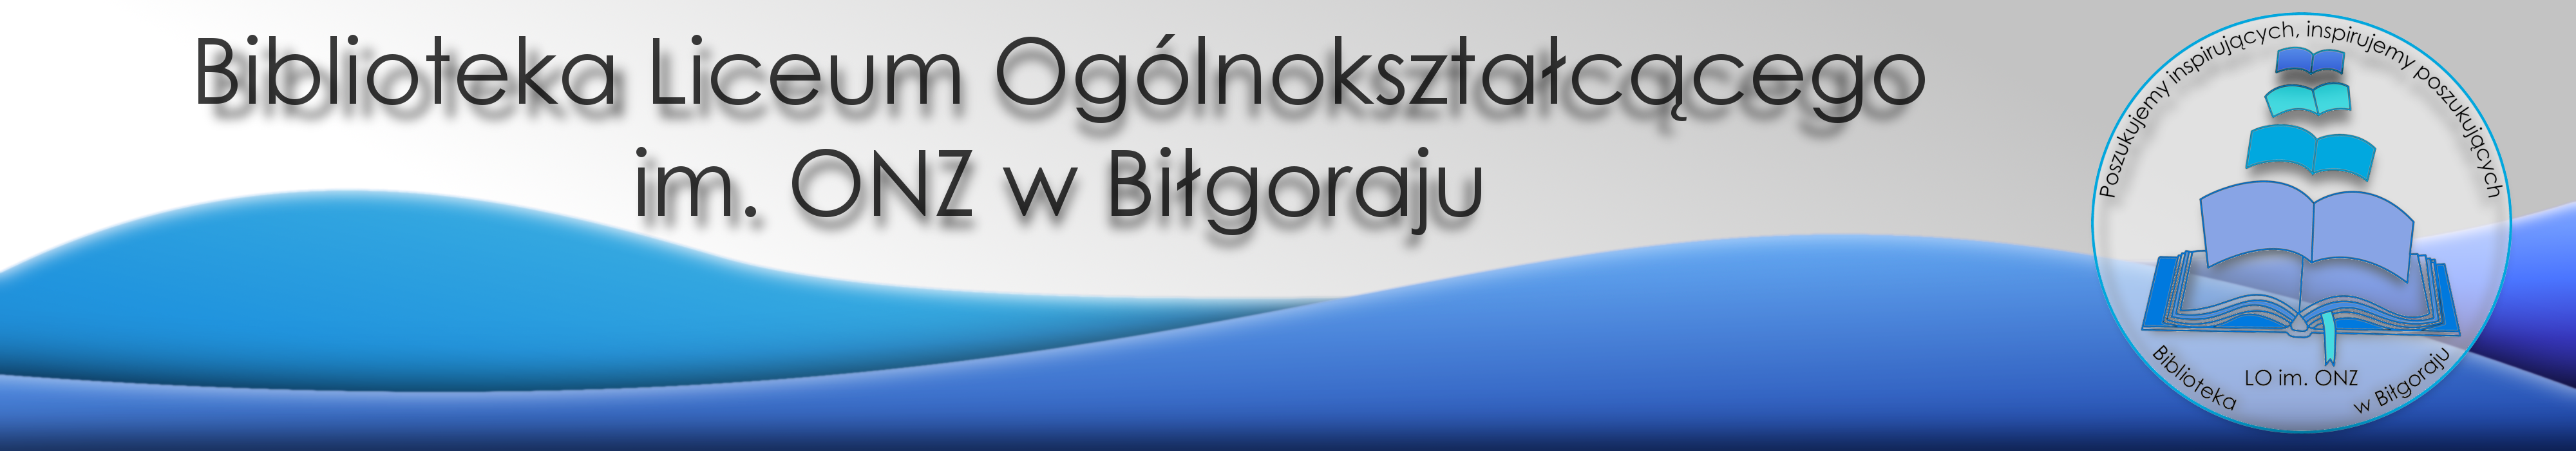 Biblioteka Liceum Ogólnokształcącego
im. ONZ w Biłgoraju
Poszukujemy inspirujących, inspirujemy poszukujących
Biblioteka
LO im. ONZ
w Biłgoraju